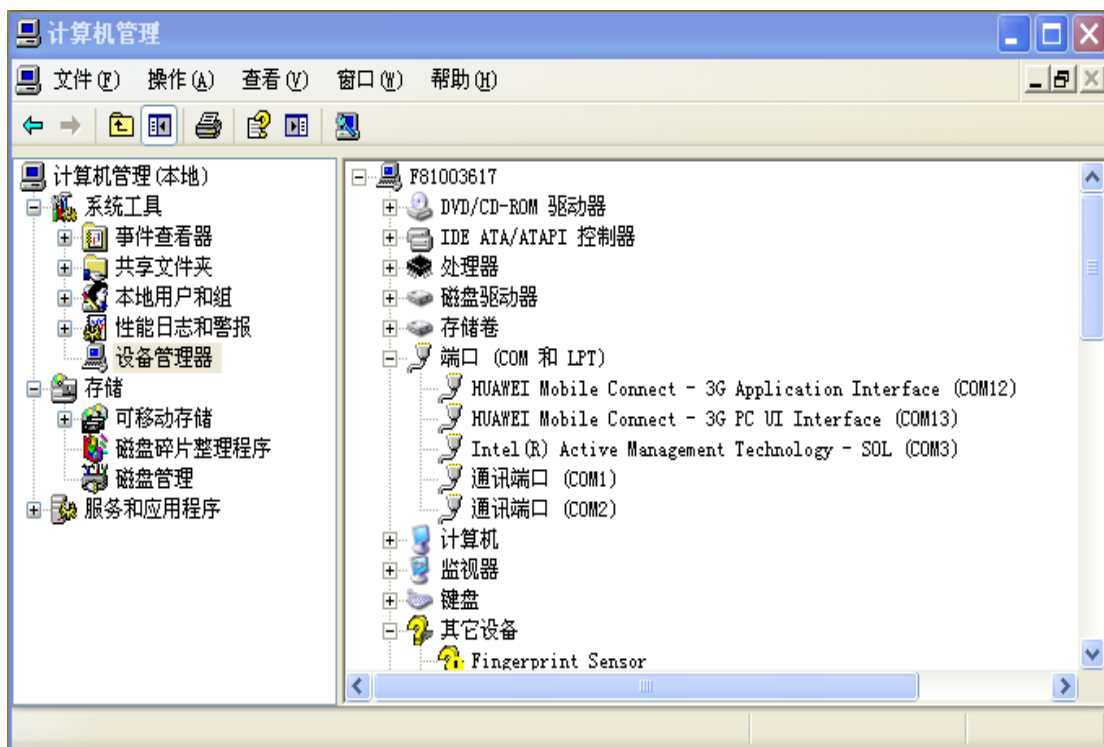 计算机管理
文件(F) 操作(A) 查看(V) 窗口(W) 帮助(H)
计算机管理(本地)
系统工具
事件查看器
共享文件夹
本地用户和组
性能日志和警报
设备管理器
存储
可移动存储
磁盘碎片整理程序
磁盘管理
服务和应用程序
F81003617
DVD/CD-ROM 驱动器
IDE ATA/ATAPI 控制器
处理器
磁盘驱动器
存储卷
端口 (COM 和 LPT)
HUAWEI Mobile Connect - 3G Application Interface (COM12)
HUAWEI Mobile Connect - 3G PC UI Interface (COM13)
Intel(R) Active Management Technology - SOL (COM3)
通讯端口 (COM1)
通讯端口 (COM2)
计算机
监视器
键盘
其它设备
Fingerprint Sensor